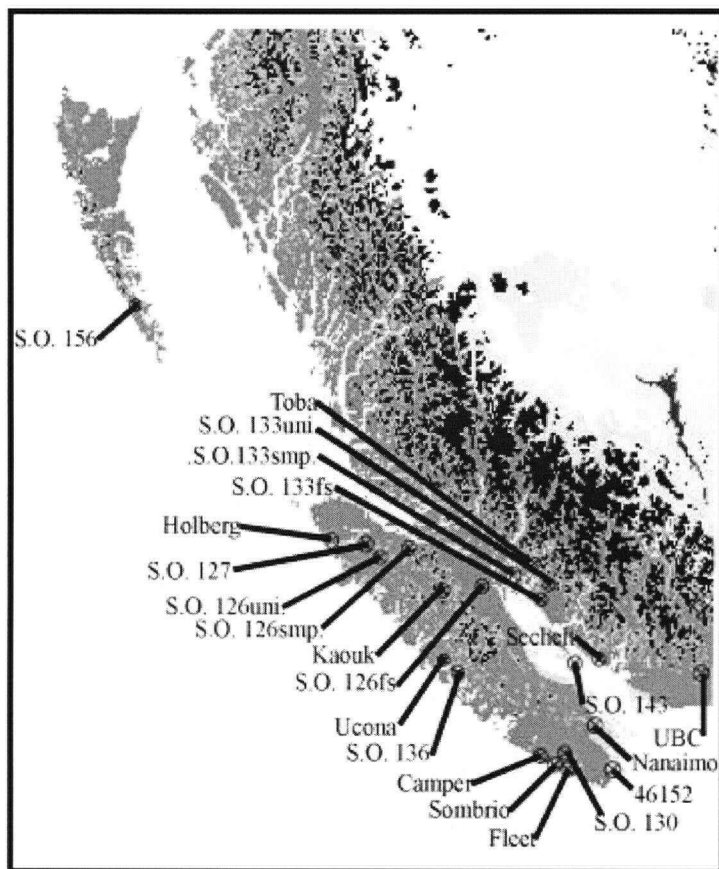 S.O. 156
Toba
S.O. 133uni.
.S.O.133smp.
S.O. 133fs
Holberg
S.O. 127
S.O. 126uni.
S.O. 126smp.
Kaouk
S.O. 126fs
Sechelt
Ucona
S.O. 136
S.O. 143
UBC
Nanaimo
Camper
46152
Sombrio
S.O. 130
Fleet